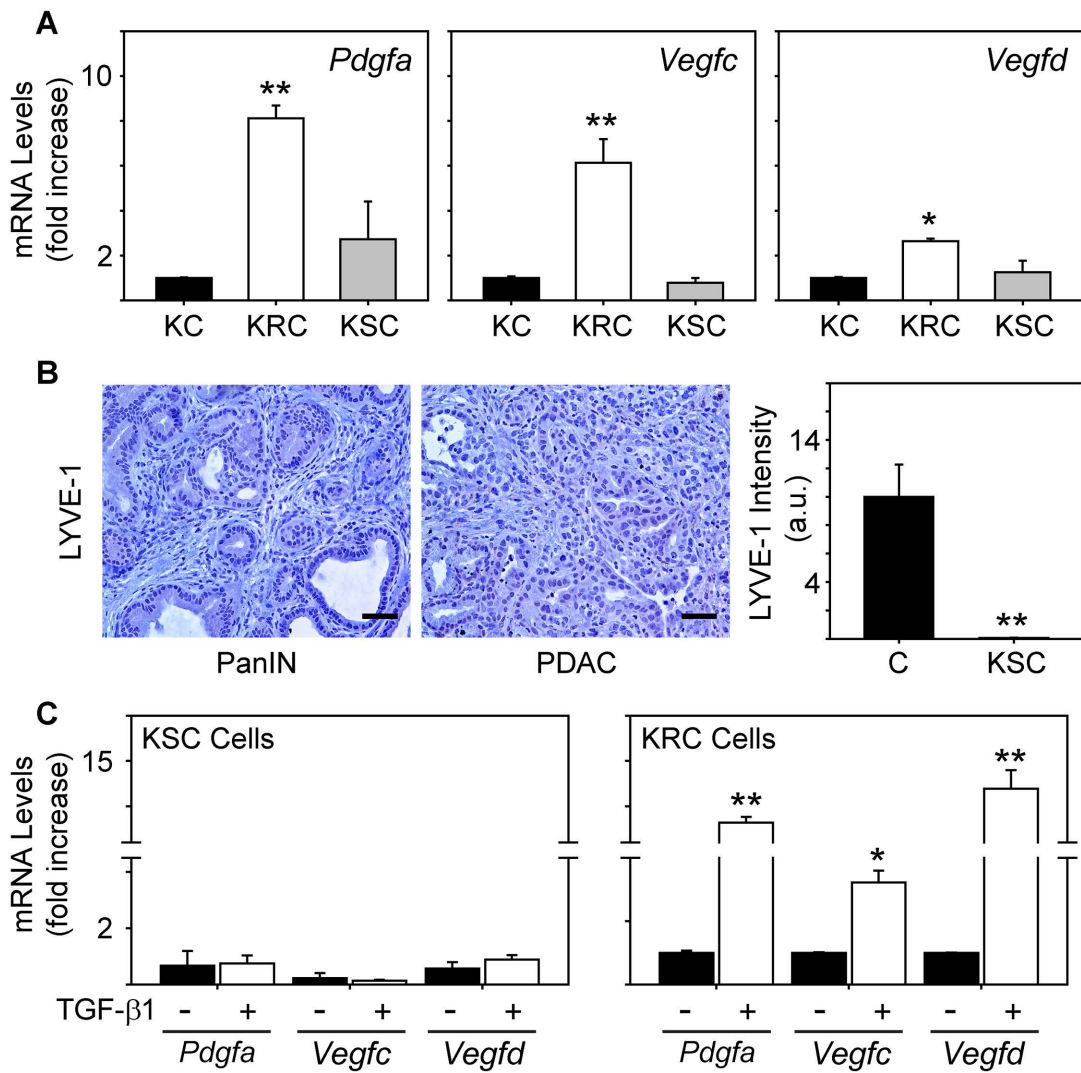 A
Pdgfa
Vegfc
Vegfd
mRNA Levels
(fold increase)
10
2
**
**
*
KC KRC KSC
KC KRC KSC
KC KRC KSC
B
LYVE-1
PanIN
PDAC
LYVE-1 Intensity
(a.u.)
14
4
**
C KSC
C
KSC Cells
KRC Cells
mRNA Levels
(fold increase)
15
2
**
*
**
TGF-β1 - + - + - + - + - + - +
Pdgfa Vegfc Vegfd Pdgfa Vegfc Vegfd